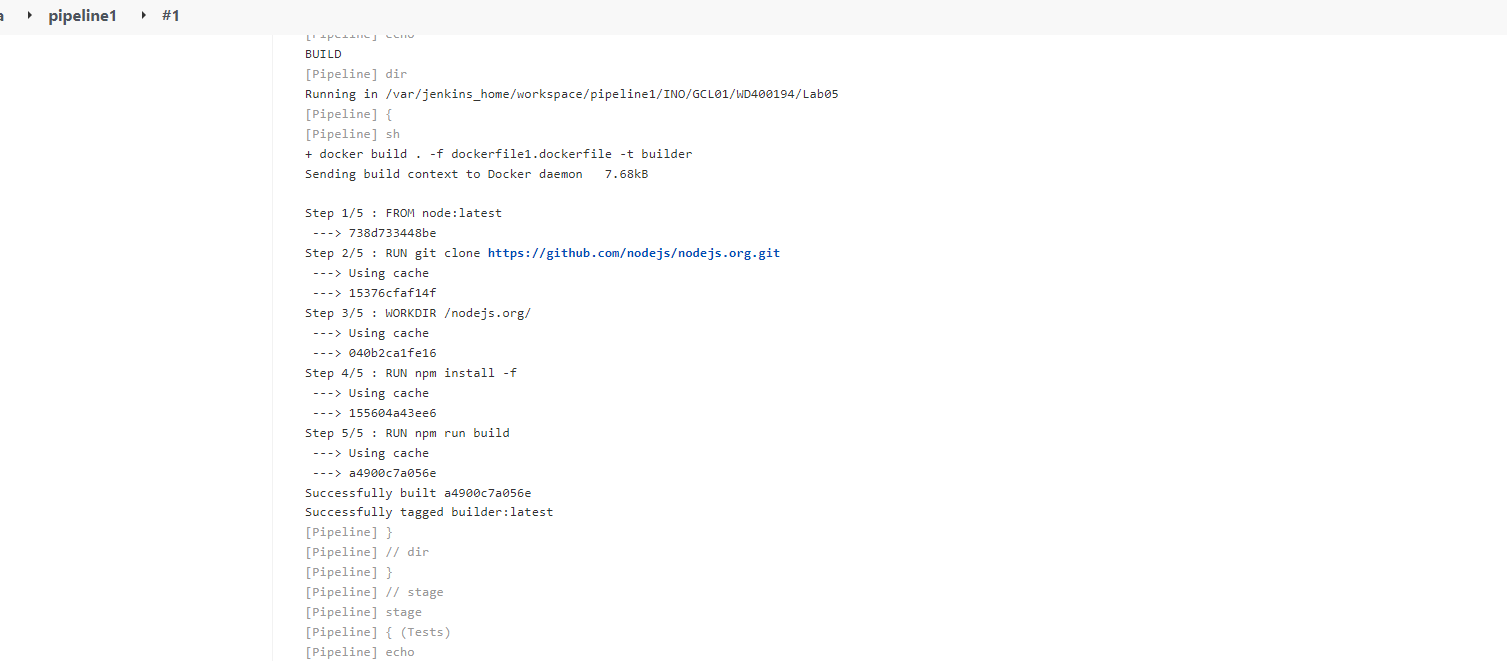 a ▸ pipeline1 ▸ #1
[Pipeline] echo
BUILD
[Pipeline] dir
Running in /var/jenkins_home/workspace/pipeline1/INO/GCL01/WD400194/Lab05
[Pipeline] {
[Pipeline] sh
+ docker build . -f dockerfile1.dockerfile -t builder
Sending build context to Docker daemon   7.68kB
Step 1/5 : FROM node:latest
 ---> 738d733448be
Step 2/5 : RUN git clone https://github.com/nodejs/nodejs.org.git
 ---> Using cache
 ---> 15376cfaf14f
Step 3/5 : WORKDIR /nodejs.org/
 ---> Using cache
 ---> 040b2ca1fe16
Step 4/5 : RUN npm install -f
 ---> Using cache
 ---> 155604a43ee6
Step 5/5 : RUN npm run build
 ---> Using cache
 ---> a4900c7a056e
Successfully built a4900c7a056e
Successfully tagged builder:latest
[Pipeline] }
[Pipeline] // dir
[Pipeline] }
[Pipeline] // stage
[Pipeline] stage
[Pipeline] { (Tests)
[Pipeline] echo